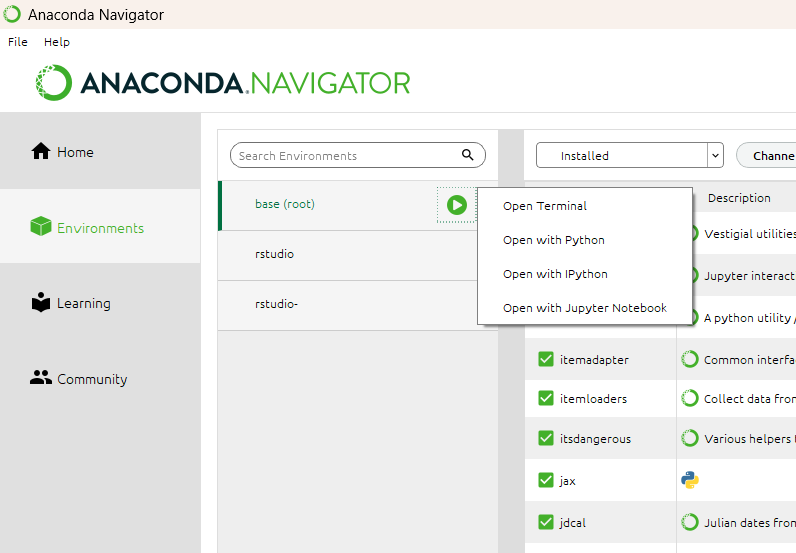 Anaconda Navigator
File Help
ANACONDA.NAVIGATOR
Home
Environments
Learning
Community
Search Environments
base (root)
rstudio
rstudio-
Open Terminal
Open with Python
Open with IPython
Open with Jupyter Notebook
Installed
Channe
Description
Vestigial utilities
Jupyter interact
A python utility /
itemadapter Common interfa
itemloaders Collect data from
itsdangerous Various helpers t
jax
jdcal Julian dates from